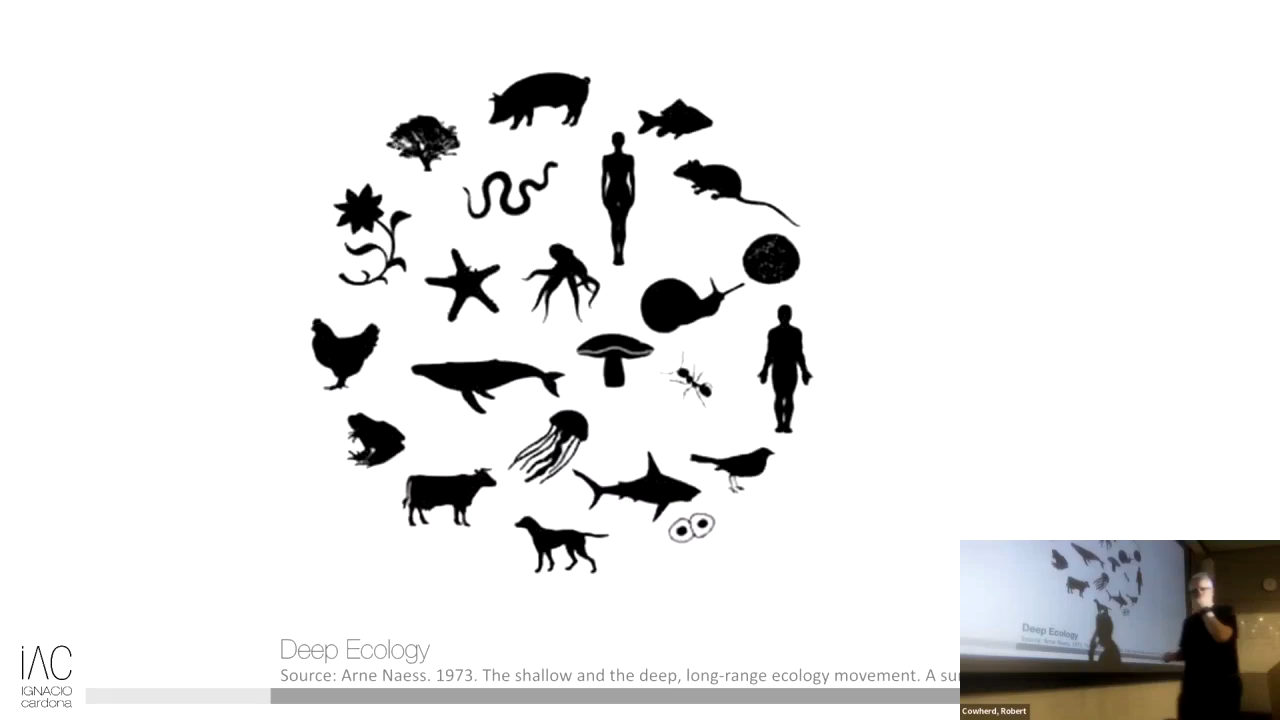 Deep Ecology
Source: Arne Naess. 1973. The shallow and the deep, long-range ecology movement. A su
iAC
IGNACIO
cardona
Deep Ecology
Cowherd, Robert